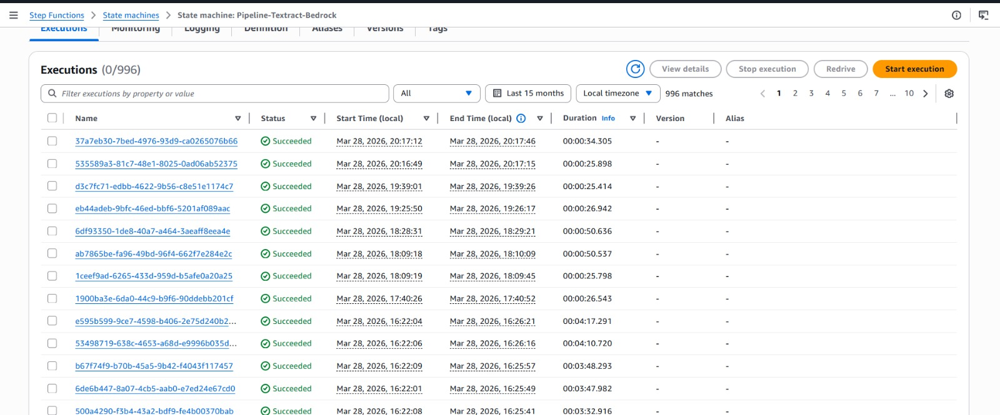 Step Functions > State machines > State machine: Pipeline-Textract-Bedrock
Executions Monitoring Logging Definition Aliases Versions Tags
Executions (0/996) View details Stop execution Redrive Start execution
Filter executions by property or value All Last 15 months Local timezone 996 matches 1 2 3 4 5 6 7 ... 10
Name Status Start Time (local) End Time (local) Duration Info Version Alias
37a7eb30-7bed-4976-93d9-ca0265076b66 Succeeded Mar 28, 2026, 20:17:12 Mar 28, 2026, 20:17:46 00:00:34.305 - -
535589a3-81c7-48e1-8025-0ad06ab52375 Succeeded Mar 28, 2026, 20:16:49 Mar 28, 2026, 20:17:15 00:00:25.898 - -
d3c7fc71-edbb-4622-9b56-c8e51e1174c7 Succeeded Mar 28, 2026, 19:39:01 Mar 28, 2026, 19:39:26 00:00:25.414 - -
eb44adeb-9bfc-46ed-bbf6-5201af089aac Succeeded Mar 28, 2026, 19:25:50 Mar 28, 2026, 19:26:17 00:00:26.942 - -
6df93350-1de8-40a7-a464-3aeaff8eea4e Succeeded Mar 28, 2026, 18:28:31 Mar 28, 2026, 18:29:21 00:00:50.636 - -
ab7865be-fa96-49bd-96f4-662f7e284e2c Succeeded Mar 28, 2026, 18:09:18 Mar 28, 2026, 18:10:09 00:00:50.537 - -
1ceef9ad-6265-433d-959d-b5afe0a20a25 Succeeded Mar 28, 2026, 18:09:19 Mar 28, 2026, 18:09:45 00:00:25.798 - -
1900ba3e-6da0-44c9-b9f6-90ddebb201cf Succeeded Mar 28, 2026, 17:40:26 Mar 28, 2026, 17:40:52 00:00:26.543 - -
e595b599-9ce7-4598-b406-2e75d240b2... Succeeded Mar 28, 2026, 16:22:04 Mar 28, 2026, 16:26:21 00:04:17.291 - -
53498719-638c-4653-a68d-e9996b035d... Succeeded Mar 28, 2026, 16:22:06 Mar 28, 2026, 16:26:16 00:04:10.720 - -
b67f74f9-b70b-45a5-9b42-f4043f117457 Succeeded Mar 28, 2026, 16:22:09 Mar 28, 2026, 16:25:57 00:03:48.293 - -
6de6b447-8a07-4cb5-aab0-e7ed24e67cd0 Succeeded Mar 28, 2026, 16:22:01 Mar 28, 2026, 16:25:49 00:03:47.982 - -
500a4290-f3b4-43a2-bdf9-fe4b00370bab Succeeded Mar 28, 2026, 16:22:08 Mar 28, 2026, 16:25:41 00:03:32.916 - -